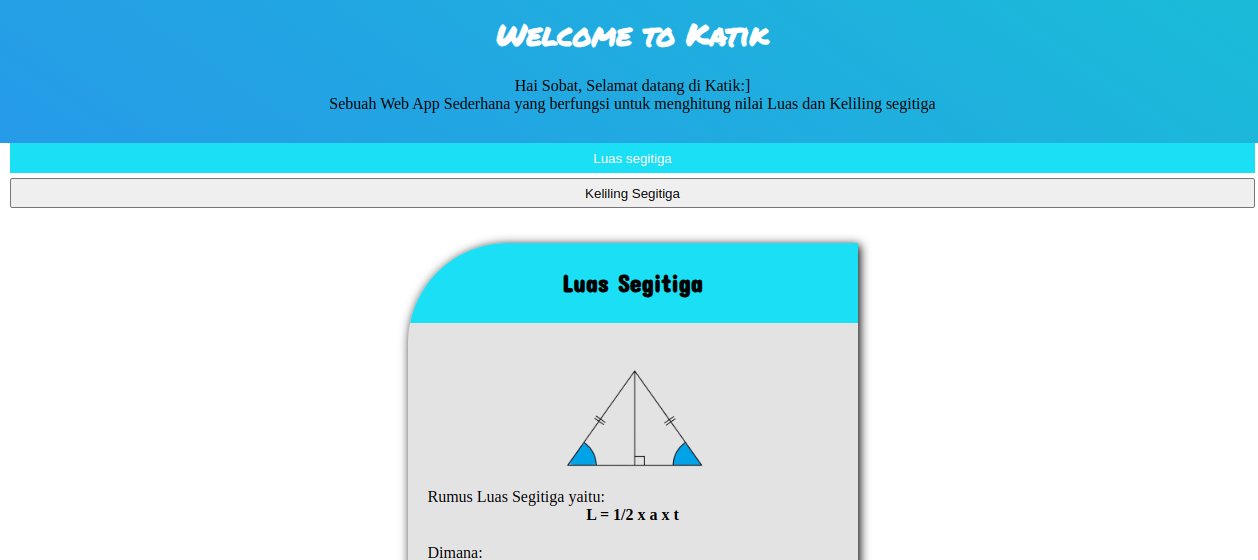 Welcome to Katik
Hai Sobat, Selamat datang di Katik:]
Sebuah Web App Sederhana yang berfungsi untuk menghitung nilai Luas dan Keliling segitiga
Luas segitiga
Keliling Segitiga
Luas Segitiga
Rumus Luas Segitiga yaitu:
L = 1/2 x a x t
Dimana: